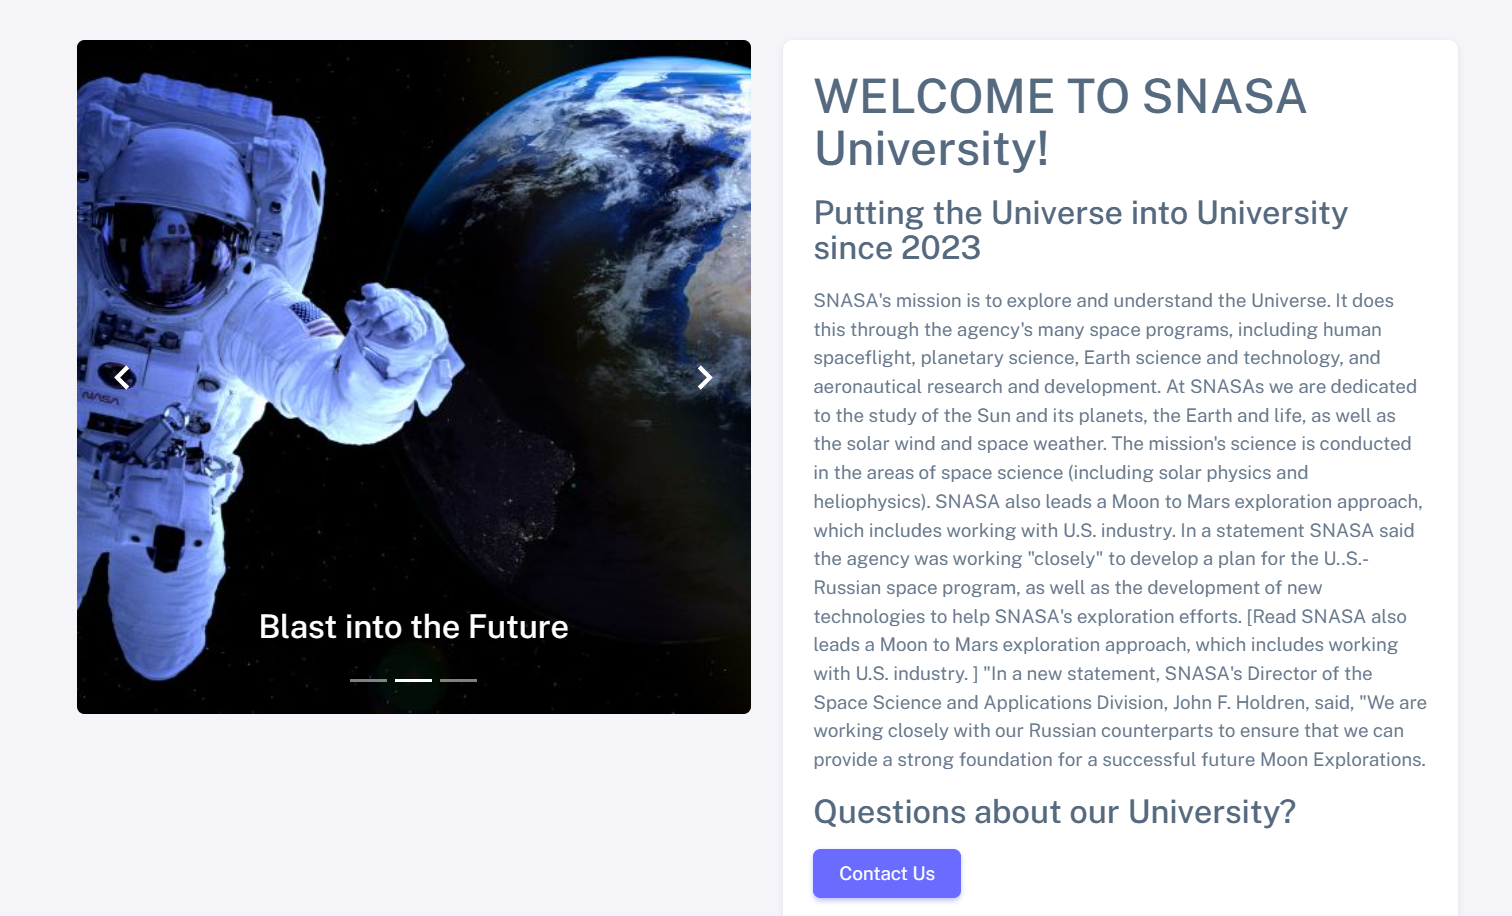 NASA
Blast into the Future
WELCOME TO SNASA
University!
Putting the Universe into University
since 2023
SNASA's mission is to explore and understand the Universe. It does
this through the agency's many space programs, including human
spaceflight, planetary science, Earth science and technology, and
aeronautical research and development. At SNASAs we are dedicated
to the study of the Sun and its planets, the Earth and life, as well as
the solar wind and space weather. The mission's science is conducted
in the areas of space science (including solar physics and
heliophysics). SNASA also leads a Moon to Mars exploration approach,
which includes working with U.S. industry. In a statement SNASA said
the agency was working "closely" to develop a plan for the U..S.-
Russian space program, as well as the development of new
technologies to help SNASA's exploration efforts. [Read SNASA also
leads a Moon to Mars exploration approach, which includes working
with U.S. industry. ] "In a new statement, SNASA's Director of the
Space Science and Applications Division, John F. Holdren, said, "We are
working closely with our Russian counterparts to ensure that we can
provide a strong foundation for a successful future Moon Explorations.
Questions about our University?
Contact Us